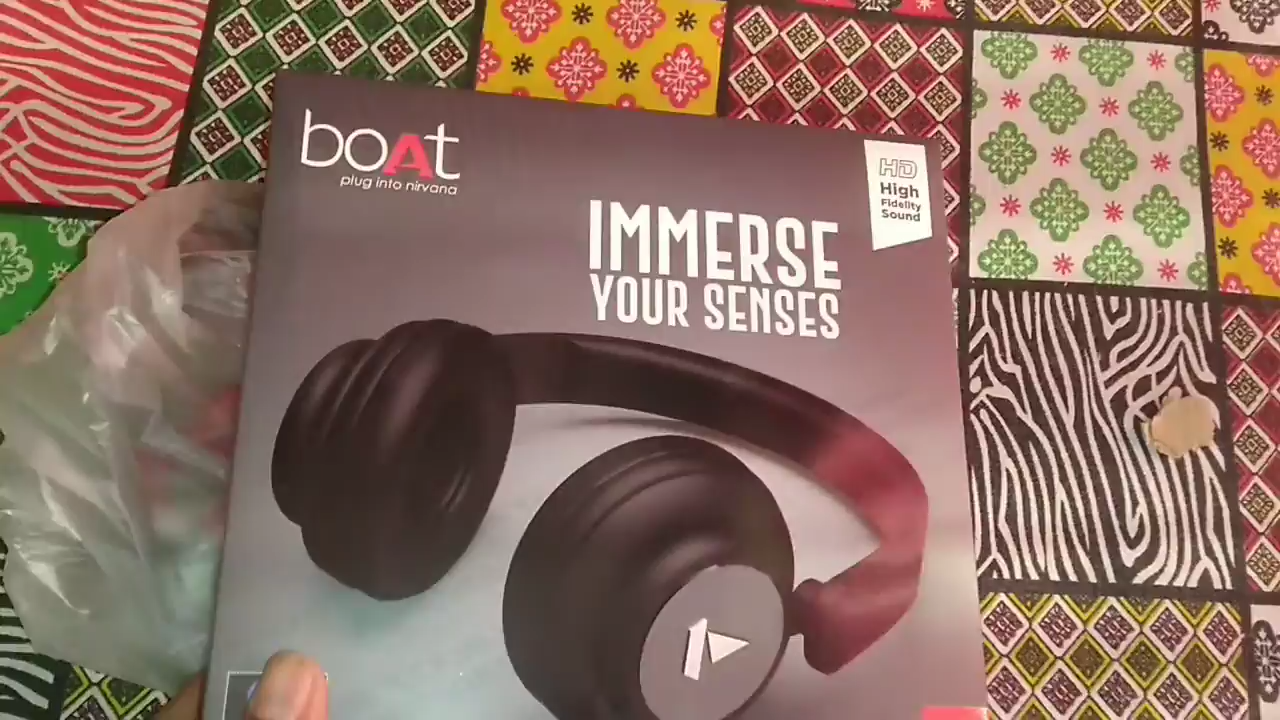 boAt
plug into nirvana
HD
High
Fidelity
Sound
IMMERSE
YOUR SENSES